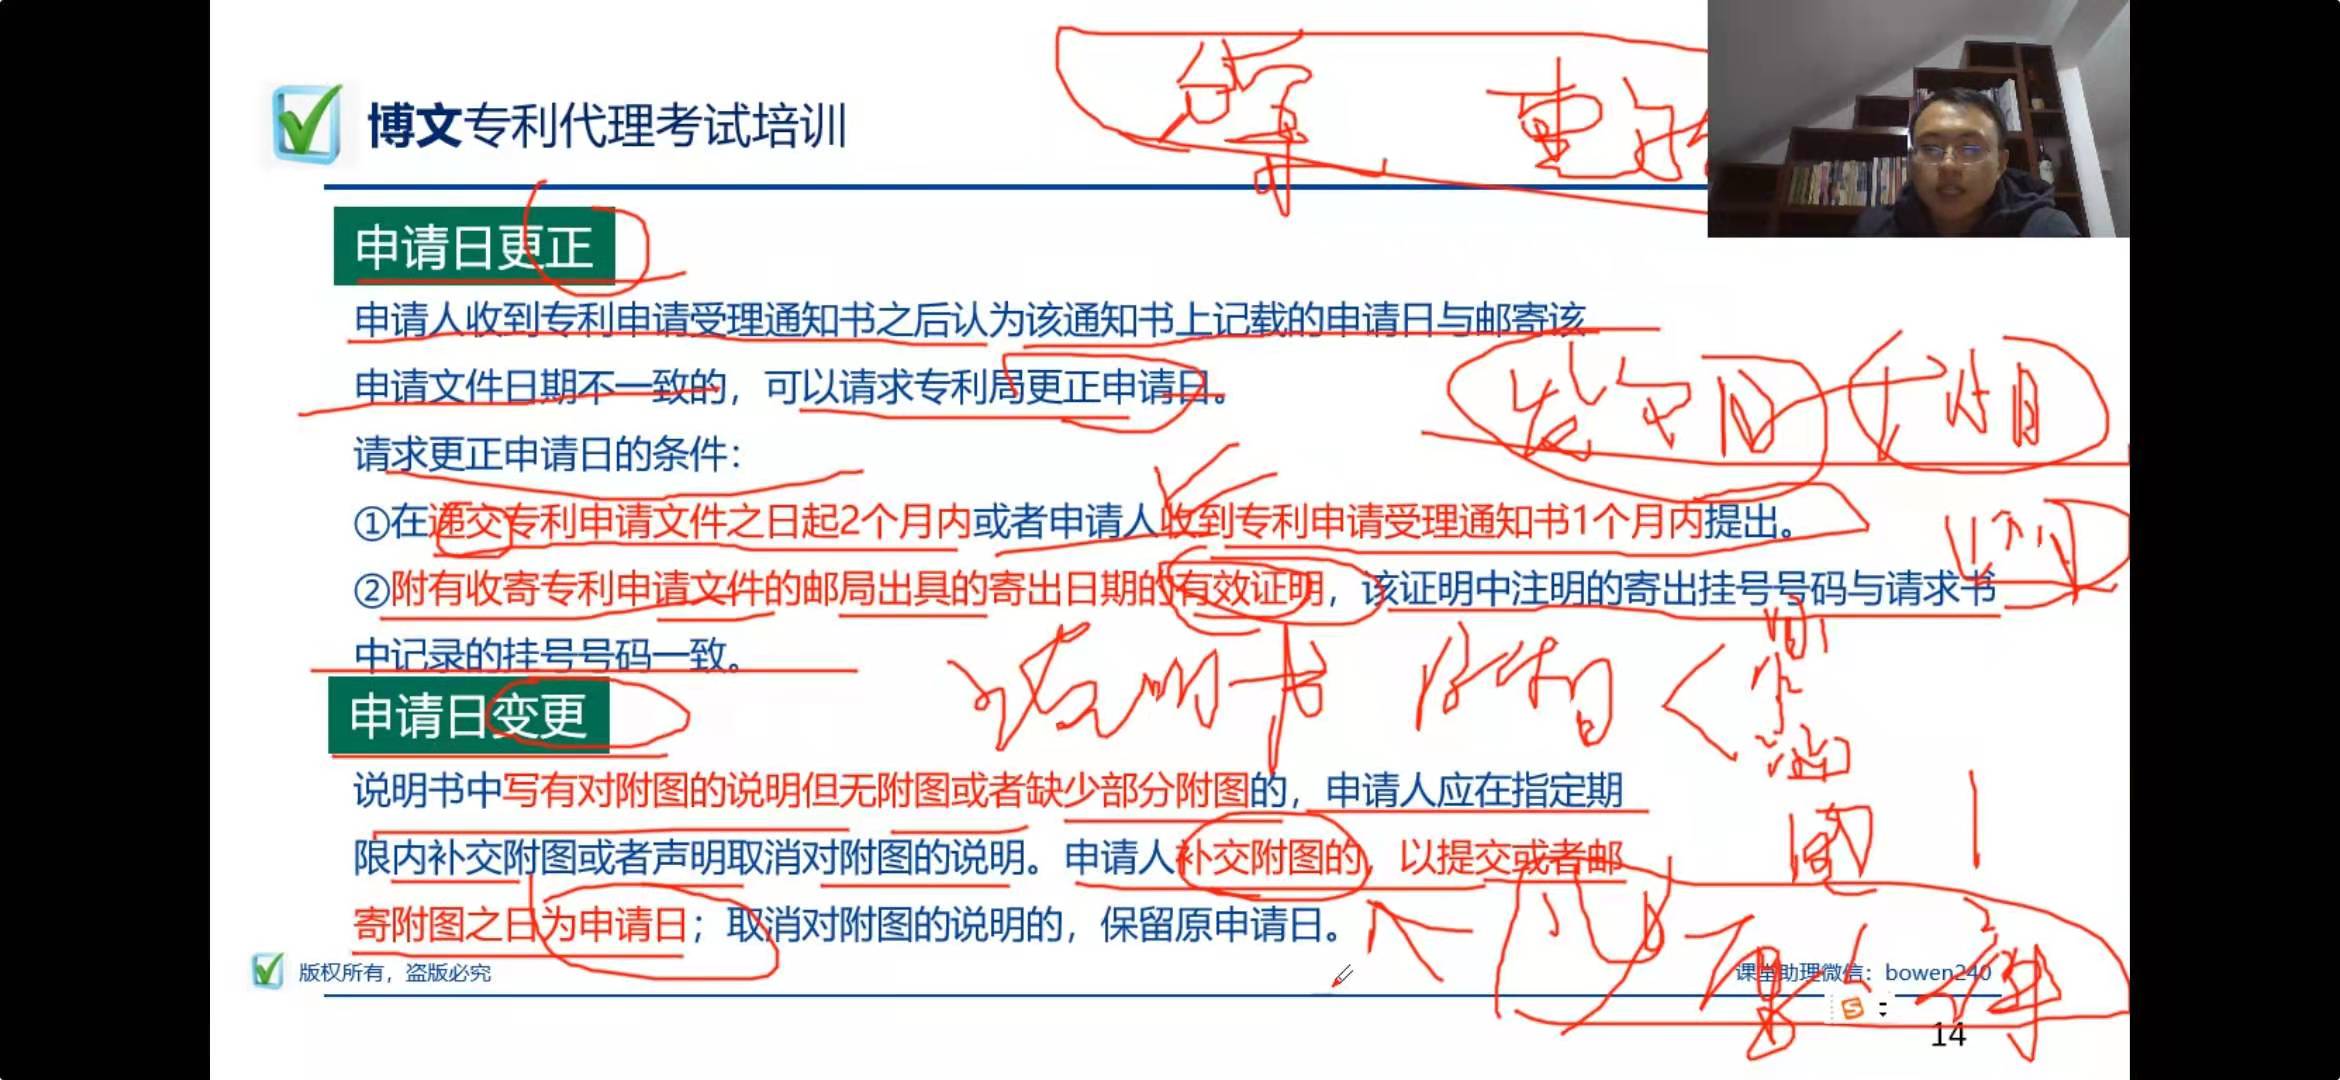 博文专利代理考试培训
申请日更正
申请人收到专利申请受理通知书之后认为该通知书上记载的申请日与邮寄该
申请文件日期不一致的，可以请求专利局更正申请日。
请求更正申请日的条件：
①在递交专利申请文件之日起2个月内或者申请人收到专利申请受理通知书1个月内提出。
②附有收寄专利申请文件的邮局出具的寄出日期的有效证明，该证明中注明的寄出挂号号码与请求书
中记录的挂号号码一致。
说明书
申请日变更
说明书中写有对附图的说明但无附图或者缺少部分附图的，申请人应在指定期
限内补交附图或者声明取消对附图的说明。申请人补交附图的，以提交或者邮
寄附图之日为申请日；取消对附图的说明的，保留原申请日。
版权所有，盗版必究
课堂助理微信：bowen240
14